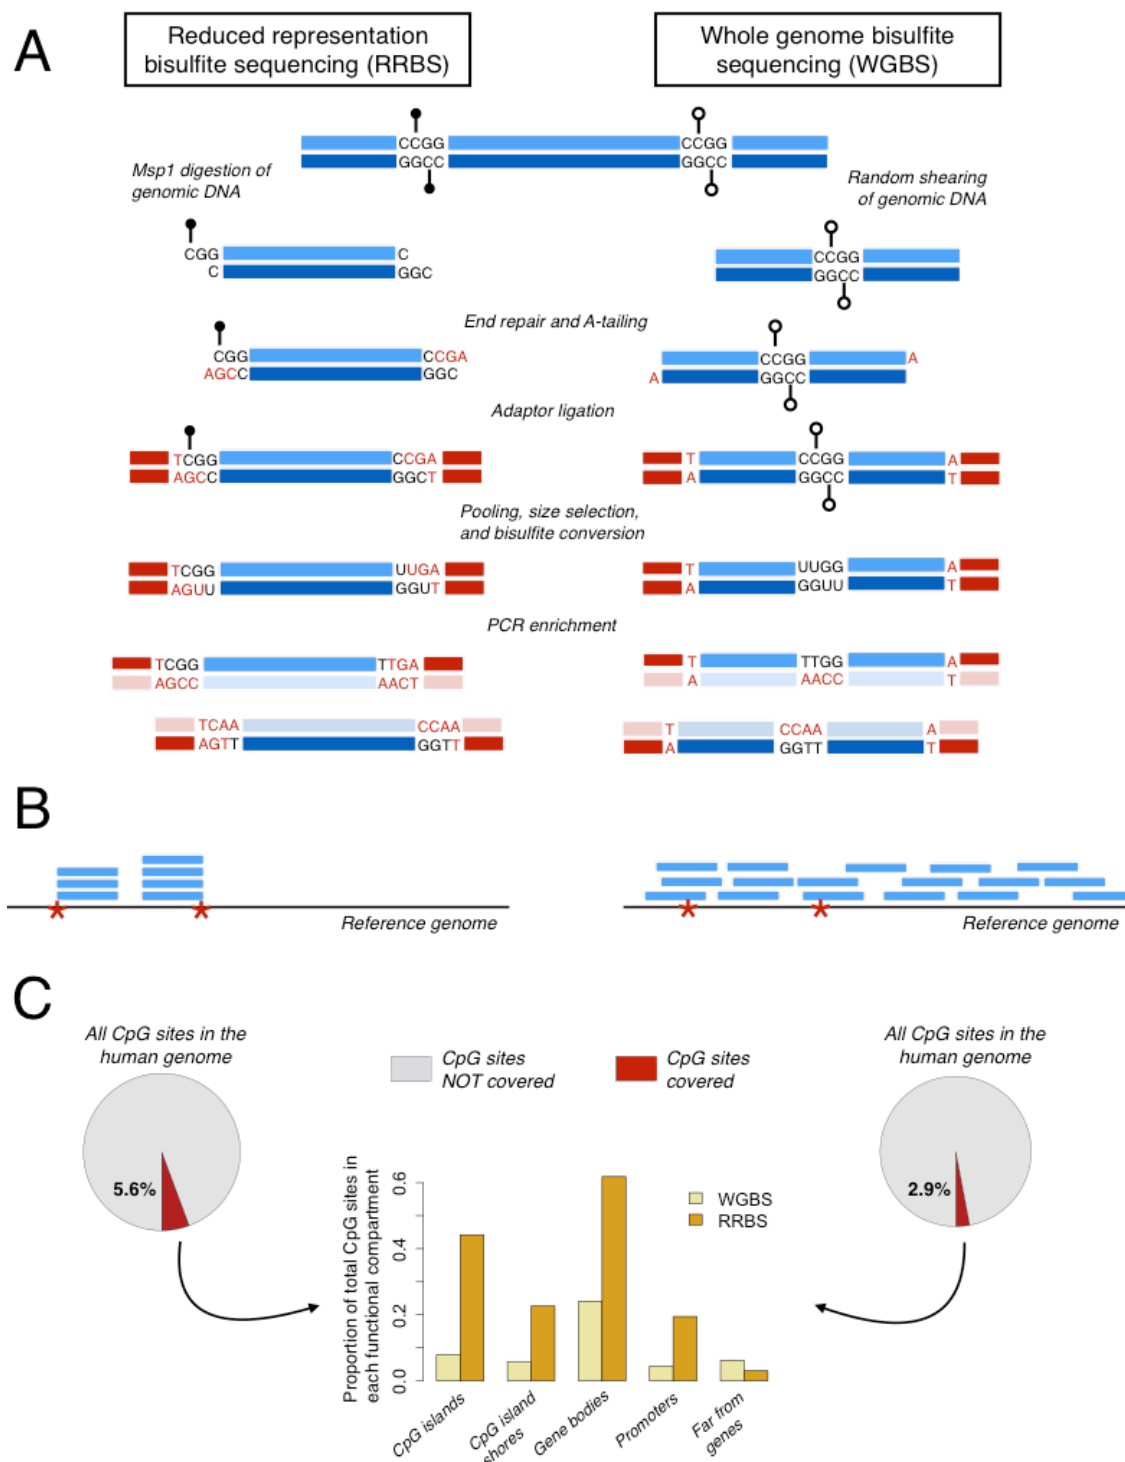 A
Reduced representation
bisulfite sequencing (RRBS)
Whole genome bisulfite
sequencing (WGBS)
CCGG
GGCC
CCGG
GGCC
Msp1 digestion of
genomic DNA
Random shearing
of genomic DNA
CGG
C
C
GGC
CCGG
GGCC
End repair and A-tailing
CGG
CCGA
AGCC
GGC
CCGG
A
A
GGCC
Adaptor ligation
TCGG
CCGA
AGCC
GGCT
T
CCGG
A
A
GGCC
T
Pooling, size selection,
and bisulfite conversion
TCGG
UUGA
AGUU
GGUT
T
UUGG
A
A
GGUU
T
PCR enrichment
TCGG
TTGA
AGCC
AACT
T
TTGG
A
A
AACC
T
TCAA
CCAA
AGTT
GGTT
T
CCAA
A
A
GGTT
T
B
Reference genome
Reference genome
C
All CpG sites in the
human genome
5.6%
CpG sites
NOT covered
CpG sites
covered
All CpG sites in the
human genome
2.9%
Proportion of total CpG sites in
each functional compartment
0.6
0.4
0.2
0.0
WGBS
RRBS
CpG islands
CpG island
shores
Gene bodies
Promoters
Far from
genes